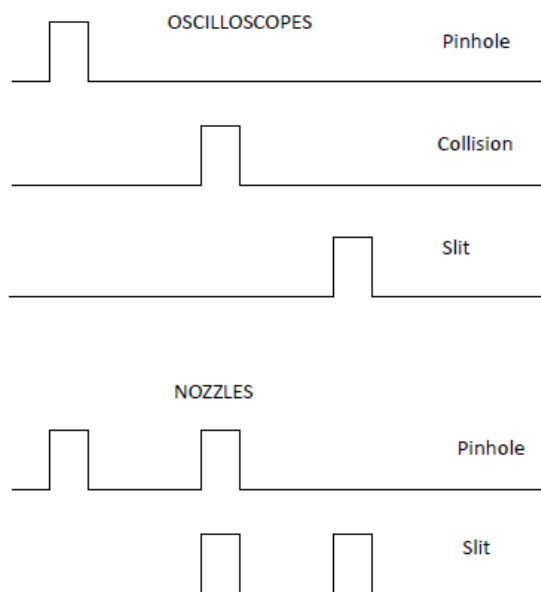 OSCILLOSCOPES
Pinhole
Collision
Slit
NOZZLES
Pinhole
Slit